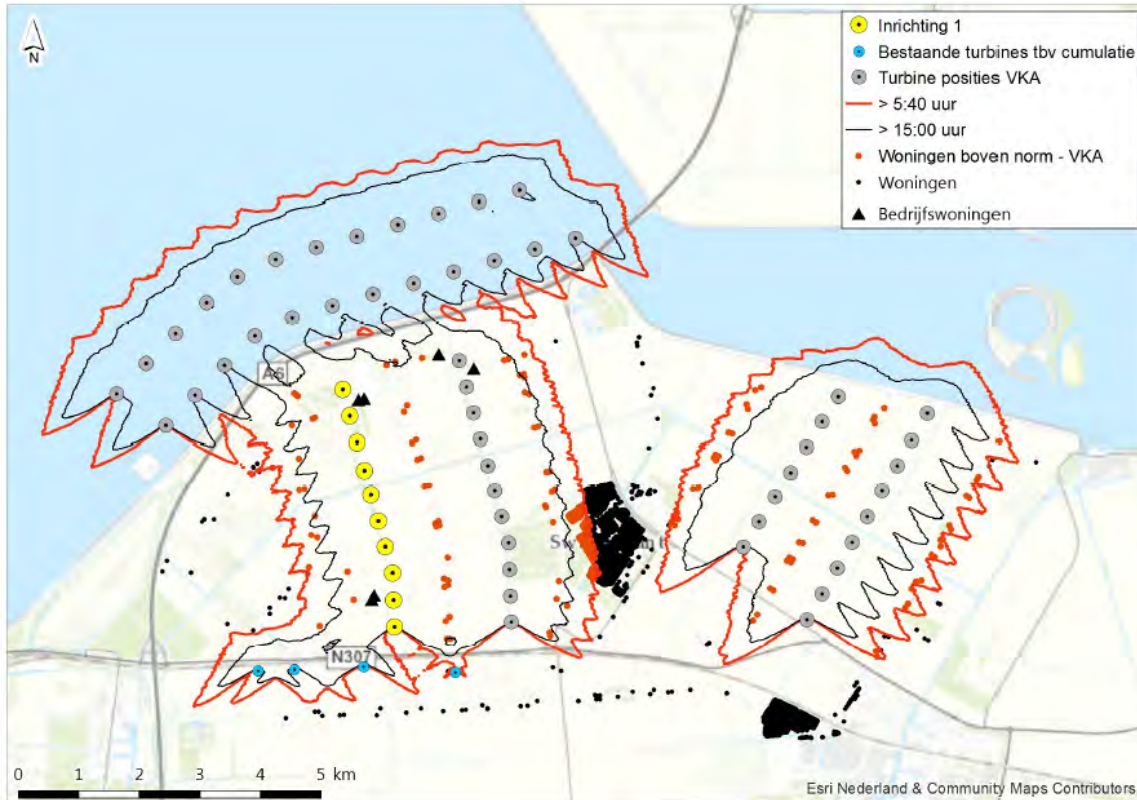 N
Inrichting 1
Bestaande turbines tbv cumulatie
Turbine posities VKA
> 5:40 uur
> 15:00 uur
Woningen boven norm - VKA
Woningen
Bedrijfswoningen
A6
N307
0 1 2 3 4 5 km
Esri Nederland & Community Maps Contributors